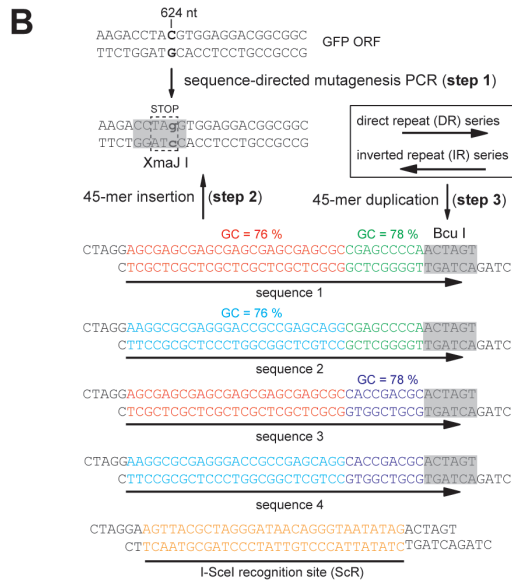 B
624 nt
AAGACCTACGTGGAGGACGGCGGC
TTCTGGATGCACCTCCTGCCGCCG
GFP ORF
sequence-directed mutagenesis PCR (step 1)
STOP
AAGACCTAgGTGGAGGACGGCGGC
TTCTGGATcCACCTCCTGCCGCCG
XmaJ I
direct repeat (DR) series
inverted repeat (IR) series
45-mer insertion (step 2)
45-mer duplication (step 3)
GC = 76 % GC = 78 % Bcu I
CTAGGAGCGAGCGAGCGAGCGAGCGAGCGCCGAGCCCCAACTAGT
CTCGCTCGCTCGCTCGCTCGCTCGCGGCTCGGGGTTGATCAGATC
sequence 1
GC = 76 %
CTAGGAAGGCGCGAGGGACCGCCGAGCAGGCGAGCCCCAACTAGT
CTTCCGCGCTCCCTGGCGGCTCGTCCGCTCGGGGTTGATCAGATC
sequence 2
GC = 78 %
CTAGGAGCGAGCGAGCGAGCGAGCGAGCGCCACCGACGCACTAGT
CTCGCTCGCTCGCTCGCTCGCTCGCGGTGGCTGCGTGATCAGATC
sequence 3
CTAGGAAGGCGCGAGGGACCGCCGAGCAGGCACCGACGCACTAGT
CTTCCGCGCTCCCTGGCGGCTCGTCCGTGGCTGCGTGATCAGATC
sequence 4
CTAGGAAGTTACGCTAGGGATAACAGGGTAATATAGACTAGT
CTTCAATGCGATCCCTATTGTCCCATTATATCTGATCAGATC
I-SceI recognition site (ScR)